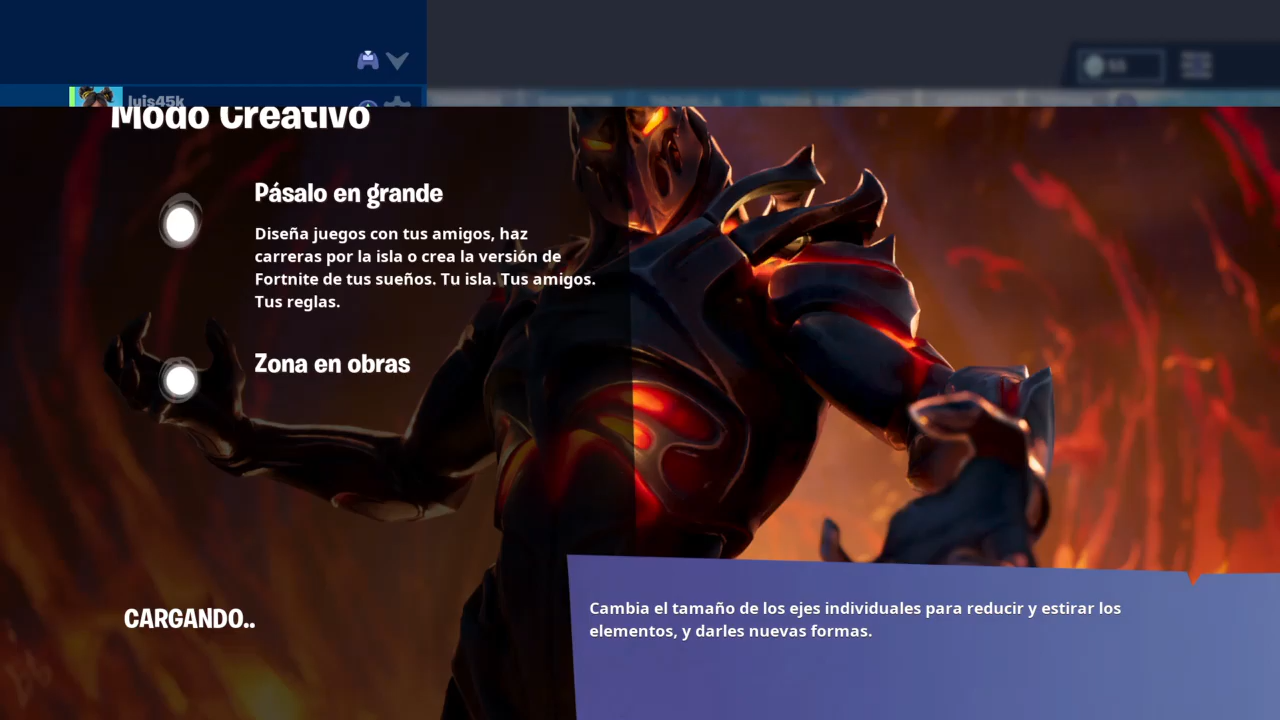 luis45k
Modo Creativo
Pásalo en grande
Diseña juegos con tus amigos, haz
carreras por la isla o crea la versión de
Fortnite de tus sueños. Tu isla. Tus amigos.
Tus reglas.
Zona en obras
CARGANDO..
Cambia el tamaño de los ejes individuales para reducir y estirar los
elementos, y darles nuevas formas.